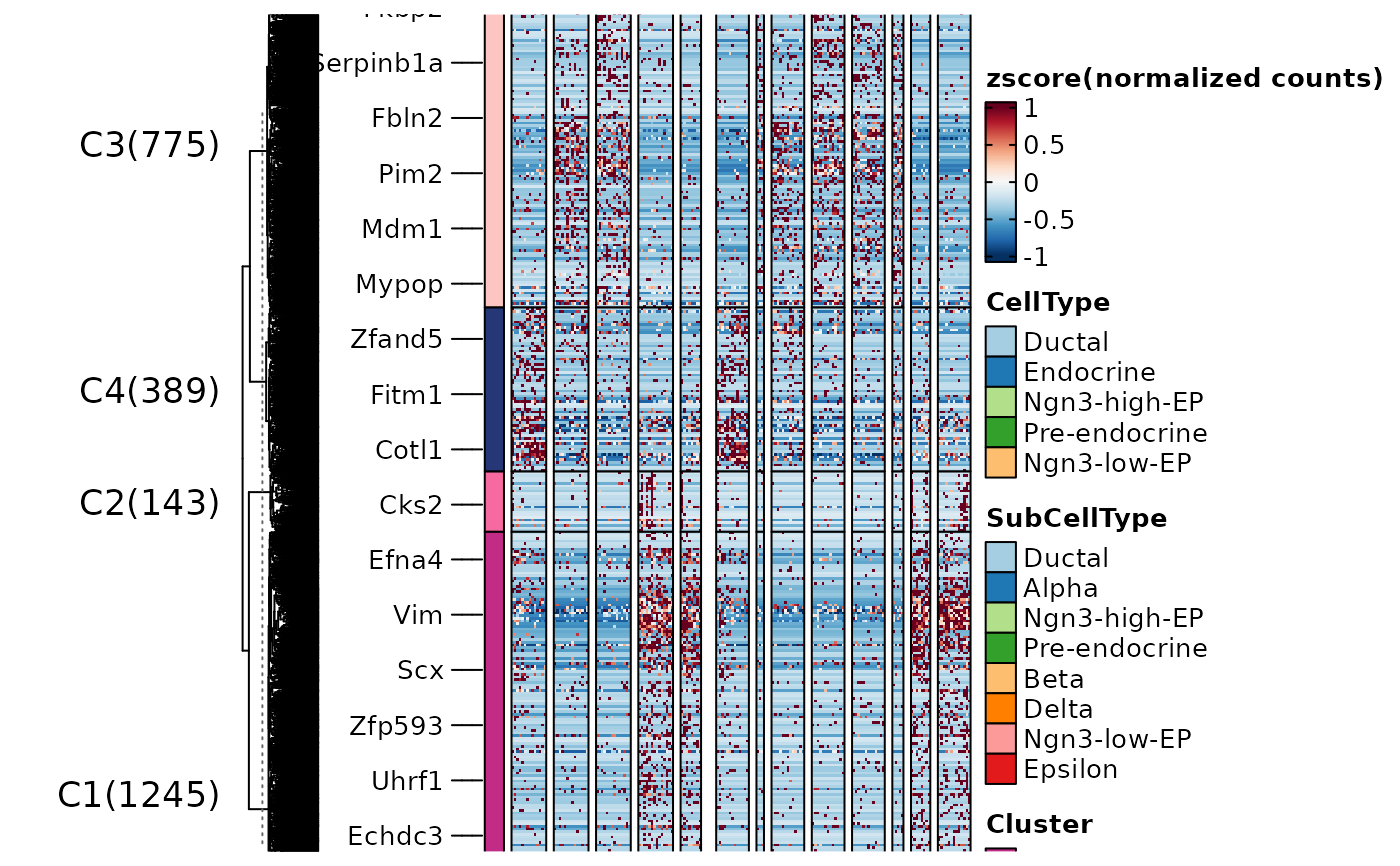 C3(775)
C4(389)
C2(143)
C1(1245)
Serpinb1a
Fbln2
Pim2
Mdm1
Mypop
Zfand5
Fitm1
Cotl1
Cks2
Efna4
Vim
Scx
Zfp593
Uhrf1
Echdc3
zscore(normalized counts)
1
0.5
0
-0.5
-1
CellType
Ductal
Endocrine
Ngn3-high-EP
Pre-endocrine
Ngn3-low-EP
SubCellType
Ductal
Alpha
Ngn3-high-EP
Pre-endocrine
Beta
Delta
Ngn3-low-EP
Epsilon
Cluster